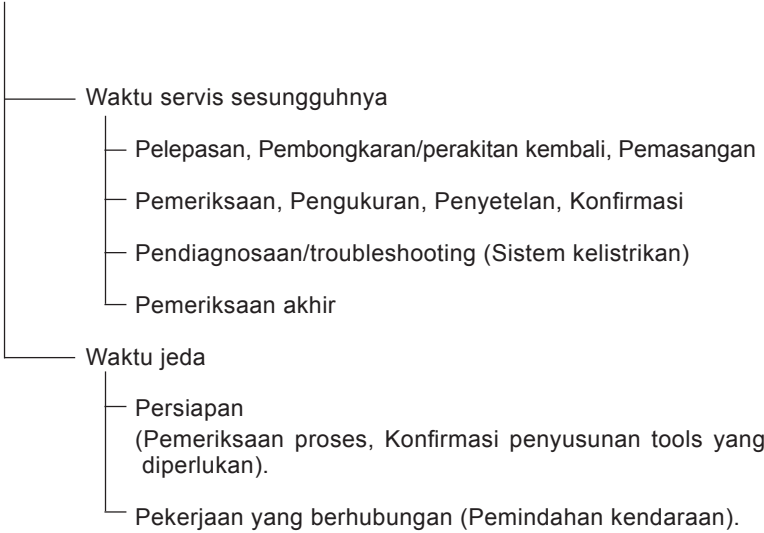 Waktu servis sesungguhnya
Pelepasan, Pembongkaran/perakitan kembali, Pemasangan
Pemeriksaan, Pengukuran, Penyetelan, Konfirmasi
Pendiagnosaan/troubleshooting (Sistem kelistrikan)
Pemeriksaan akhir
Waktu jeda
Persiapan
(Pemeriksaan proses, Konfirmasi penyusunan tools yang
diperlukan).
Pekerjaan yang berhubungan (Pemindahan kendaraan).